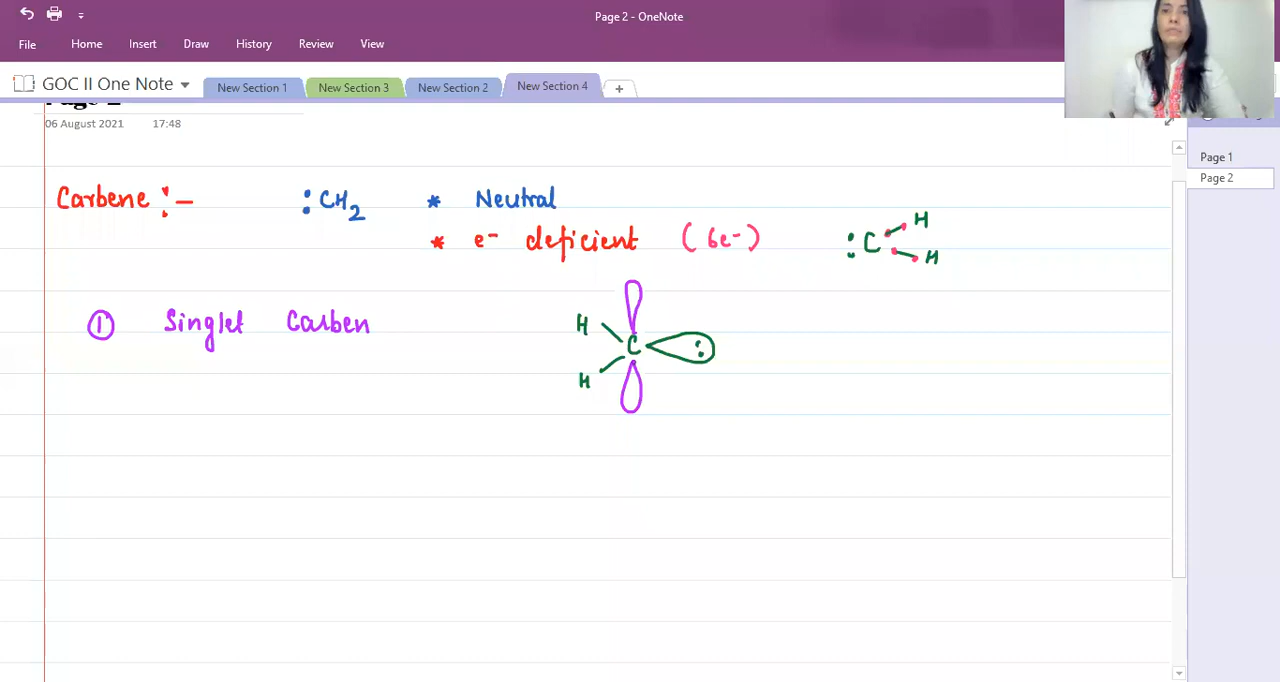 Page 2 - OneNote
File Home Insert Draw History Review View
GOC II One Note New Section 1 New Section 3 New Section 2 New Section 4 +
Page 2
06 August 2021 17:48
Page 1
Page 2
Carbene :- :CH2 * Neutral
* e- deficient (6e-) :C H
H
① Singlet Carben H C :
H